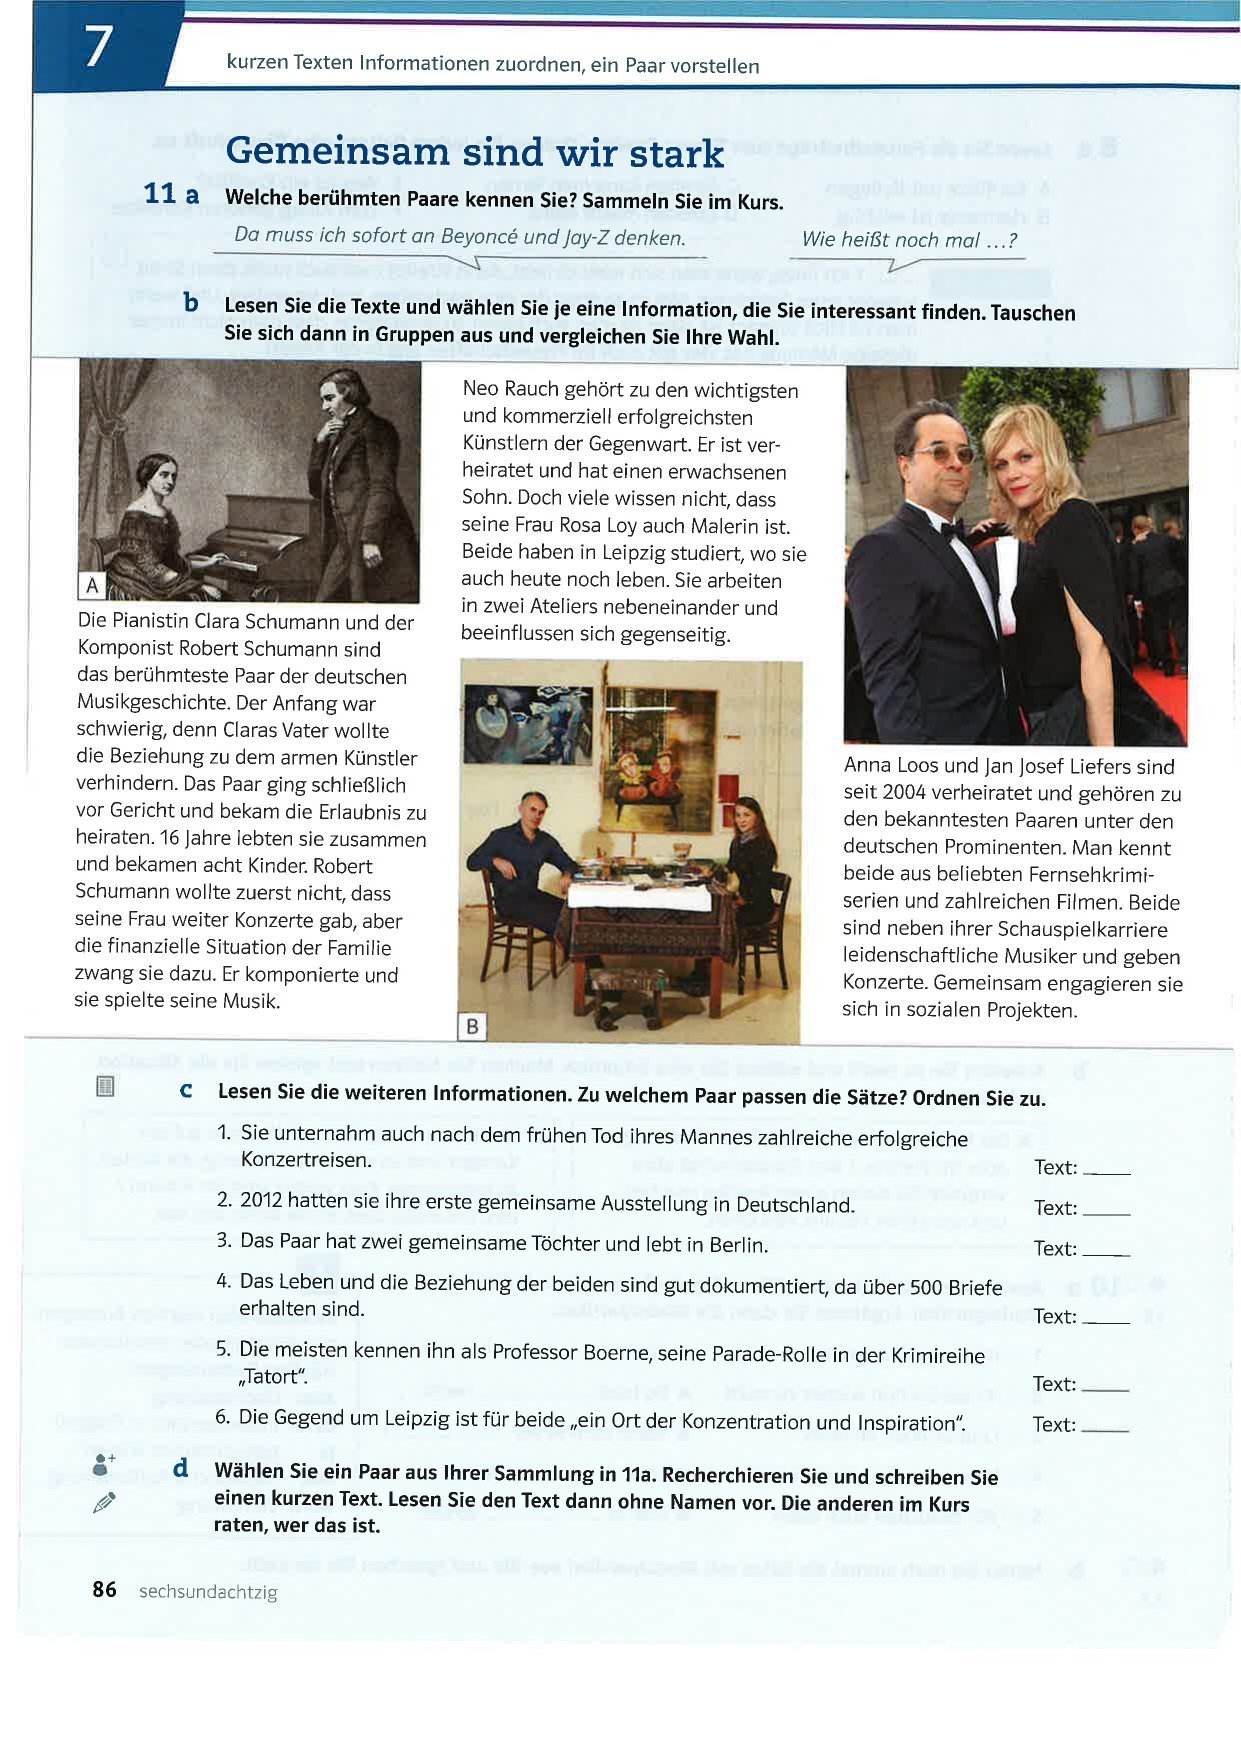 7
kurzen Texten Informationen zuordnen, ein Paar vorstellen
Gemeinsam sind wir stark
11 a Welche berühmten Paare kennen Sie? Sammeln Sie im Kurs.
Da muss ich sofort an Beyoncé und Jay-Z denken.
Wie heißt noch mal ...?
b Lesen Sie die Texte und wählen Sie je eine Information, die Sie interessant finden. Tauschen
Sie sich dann in Gruppen aus und vergleichen Sie Ihre Wahl.
A
Die Pianistin Clara Schumann und der
Komponist Robert Schumann sind
das berühmteste Paar der deutschen
Musikgeschichte. Der Anfang war
schwierig, denn Claras Vater wollte
die Beziehung zu dem armen Künstler
verhindern. Das Paar ging schließlich
vor Gericht und bekam die Erlaubnis zu
heiraten. 16 Jahre lebten sie zusammen
und bekamen acht Kinder. Robert
Schumann wollte zuerst nicht, dass
seine Frau weiter Konzerte gab, aber
die finanzielle Situation der Familie
zwang sie dazu. Er komponierte und
sie spielte seine Musik.
Neo Rauch gehört zu den wichtigsten
und kommerziell erfolgreichsten
Künstlern der Gegenwart. Er ist ver-
heiratet und hat einen erwachsenen
Sohn. Doch viele wissen nicht, dass
seine Frau Rosa Loy auch Malerin ist.
Beide haben in Leipzig studiert, wo sie
auch heute noch leben. Sie arbeiten
in zwei Ateliers nebeneinander und
beeinflussen sich gegenseitig.
B
Anna Loos und Jan Josef Liefers sind
seit 2004 verheiratet und gehören zu
den bekanntesten Paaren unter den
deutschen Prominenten. Man kennt
beide aus beliebten Fernsehkrimi-
serien und zahlreichen Filmen. Beide
sind neben ihrer Schauspielkarriere
leidenschaftliche Musiker und geben
Konzerte. Gemeinsam engagieren sie
sich in sozialen Projekten.
c Lesen Sie die weiteren Informationen. Zu welchem Paar passen die Sätze? Ordnen Sie zu.
1. Sie unternahm auch nach dem frühen Tod ihres Mannes zahlreiche erfolgreiche
Konzertreisen. Text: ____
2. 2012 hatten sie ihre erste gemeinsame Ausstellung in Deutschland. Text: ____
3. Das Paar hat zwei gemeinsame Töchter und lebt in Berlin. Text: ____
4. Das Leben und die Beziehung der beiden sind gut dokumentiert, da über 500 Briefe
erhalten sind. Text: ____
5. Die meisten kennen ihn als Professor Boerne, seine Parade-Rolle in der Krimireihe
„Tatort“. Text: ____
6. Die Gegend um Leipzig ist für beide „ein Ort der Konzentration und Inspiration“. Text: ____
d Wählen Sie ein Paar aus Ihrer Sammlung in 11a. Recherchieren Sie und schreiben Sie
einen kurzen Text. Lesen Sie den Text dann ohne Namen vor. Die anderen im Kurs
raten, wer das ist.
86 sechsundachtzig